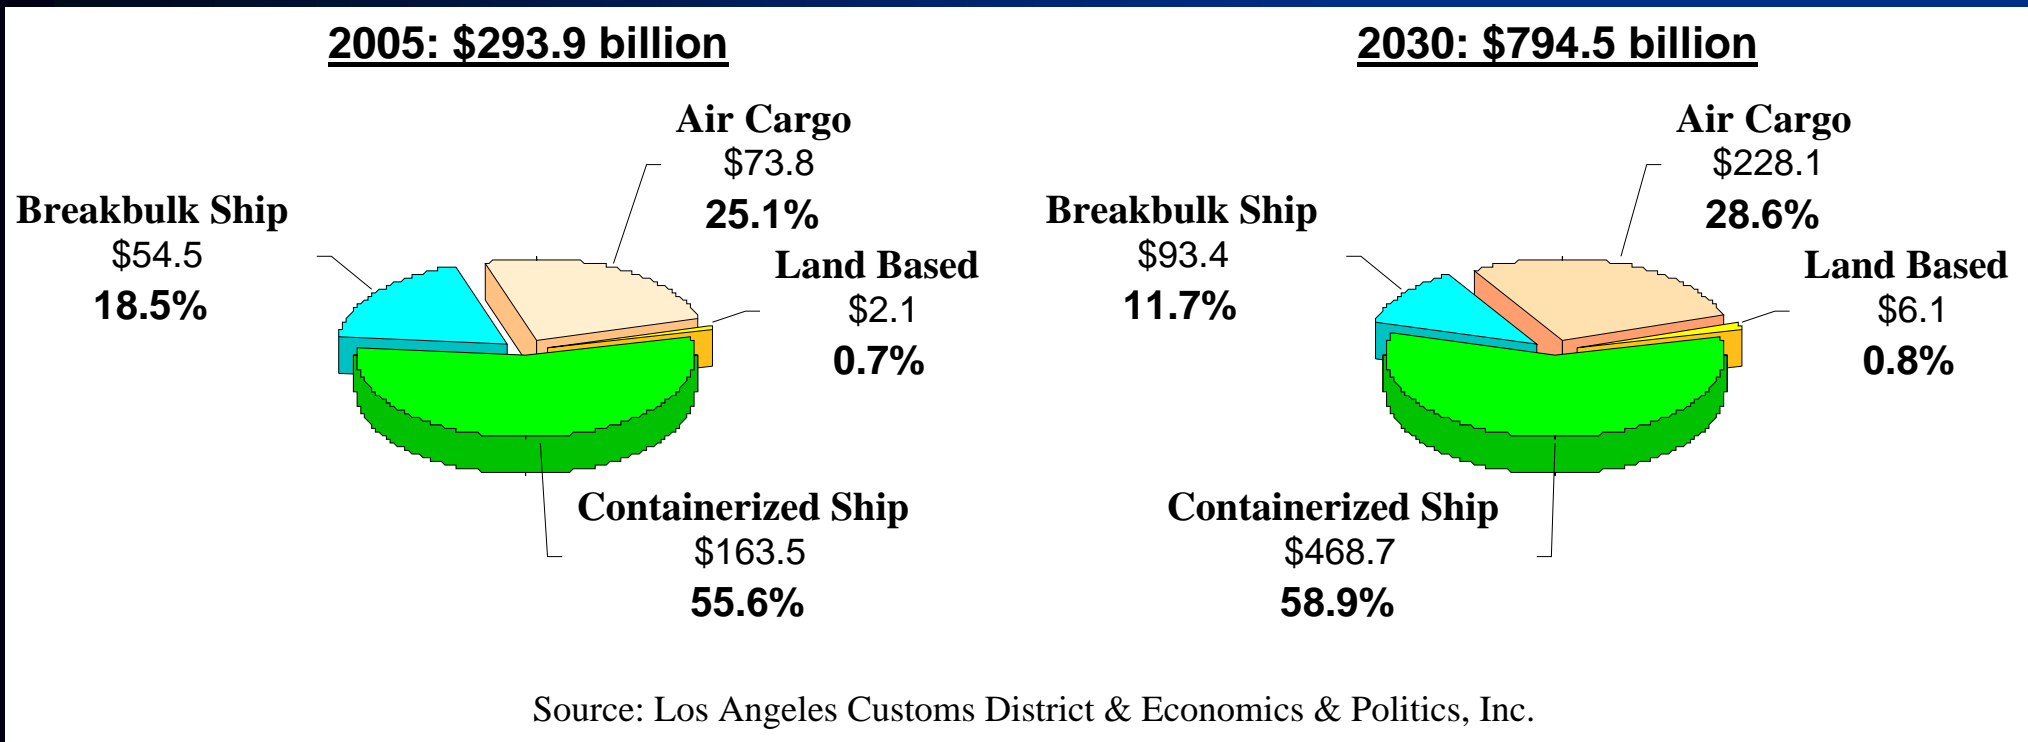 2005: $293.9 billion
Air Cargo
$73.8
25.1%
Breakbulk Ship
$54.5
18.5%
Land Based
$2.1
0.7%
Containerized Ship
$163.5
55.6%
2030: $794.5 billion
Air Cargo
$228.1
28.6%
Breakbulk Ship
$93.4
11.7%
Land Based
$6.1
0.8%
Containerized Ship
$468.7
58.9%
Source: Los Angeles Customs District & Economics & Politics, Inc.